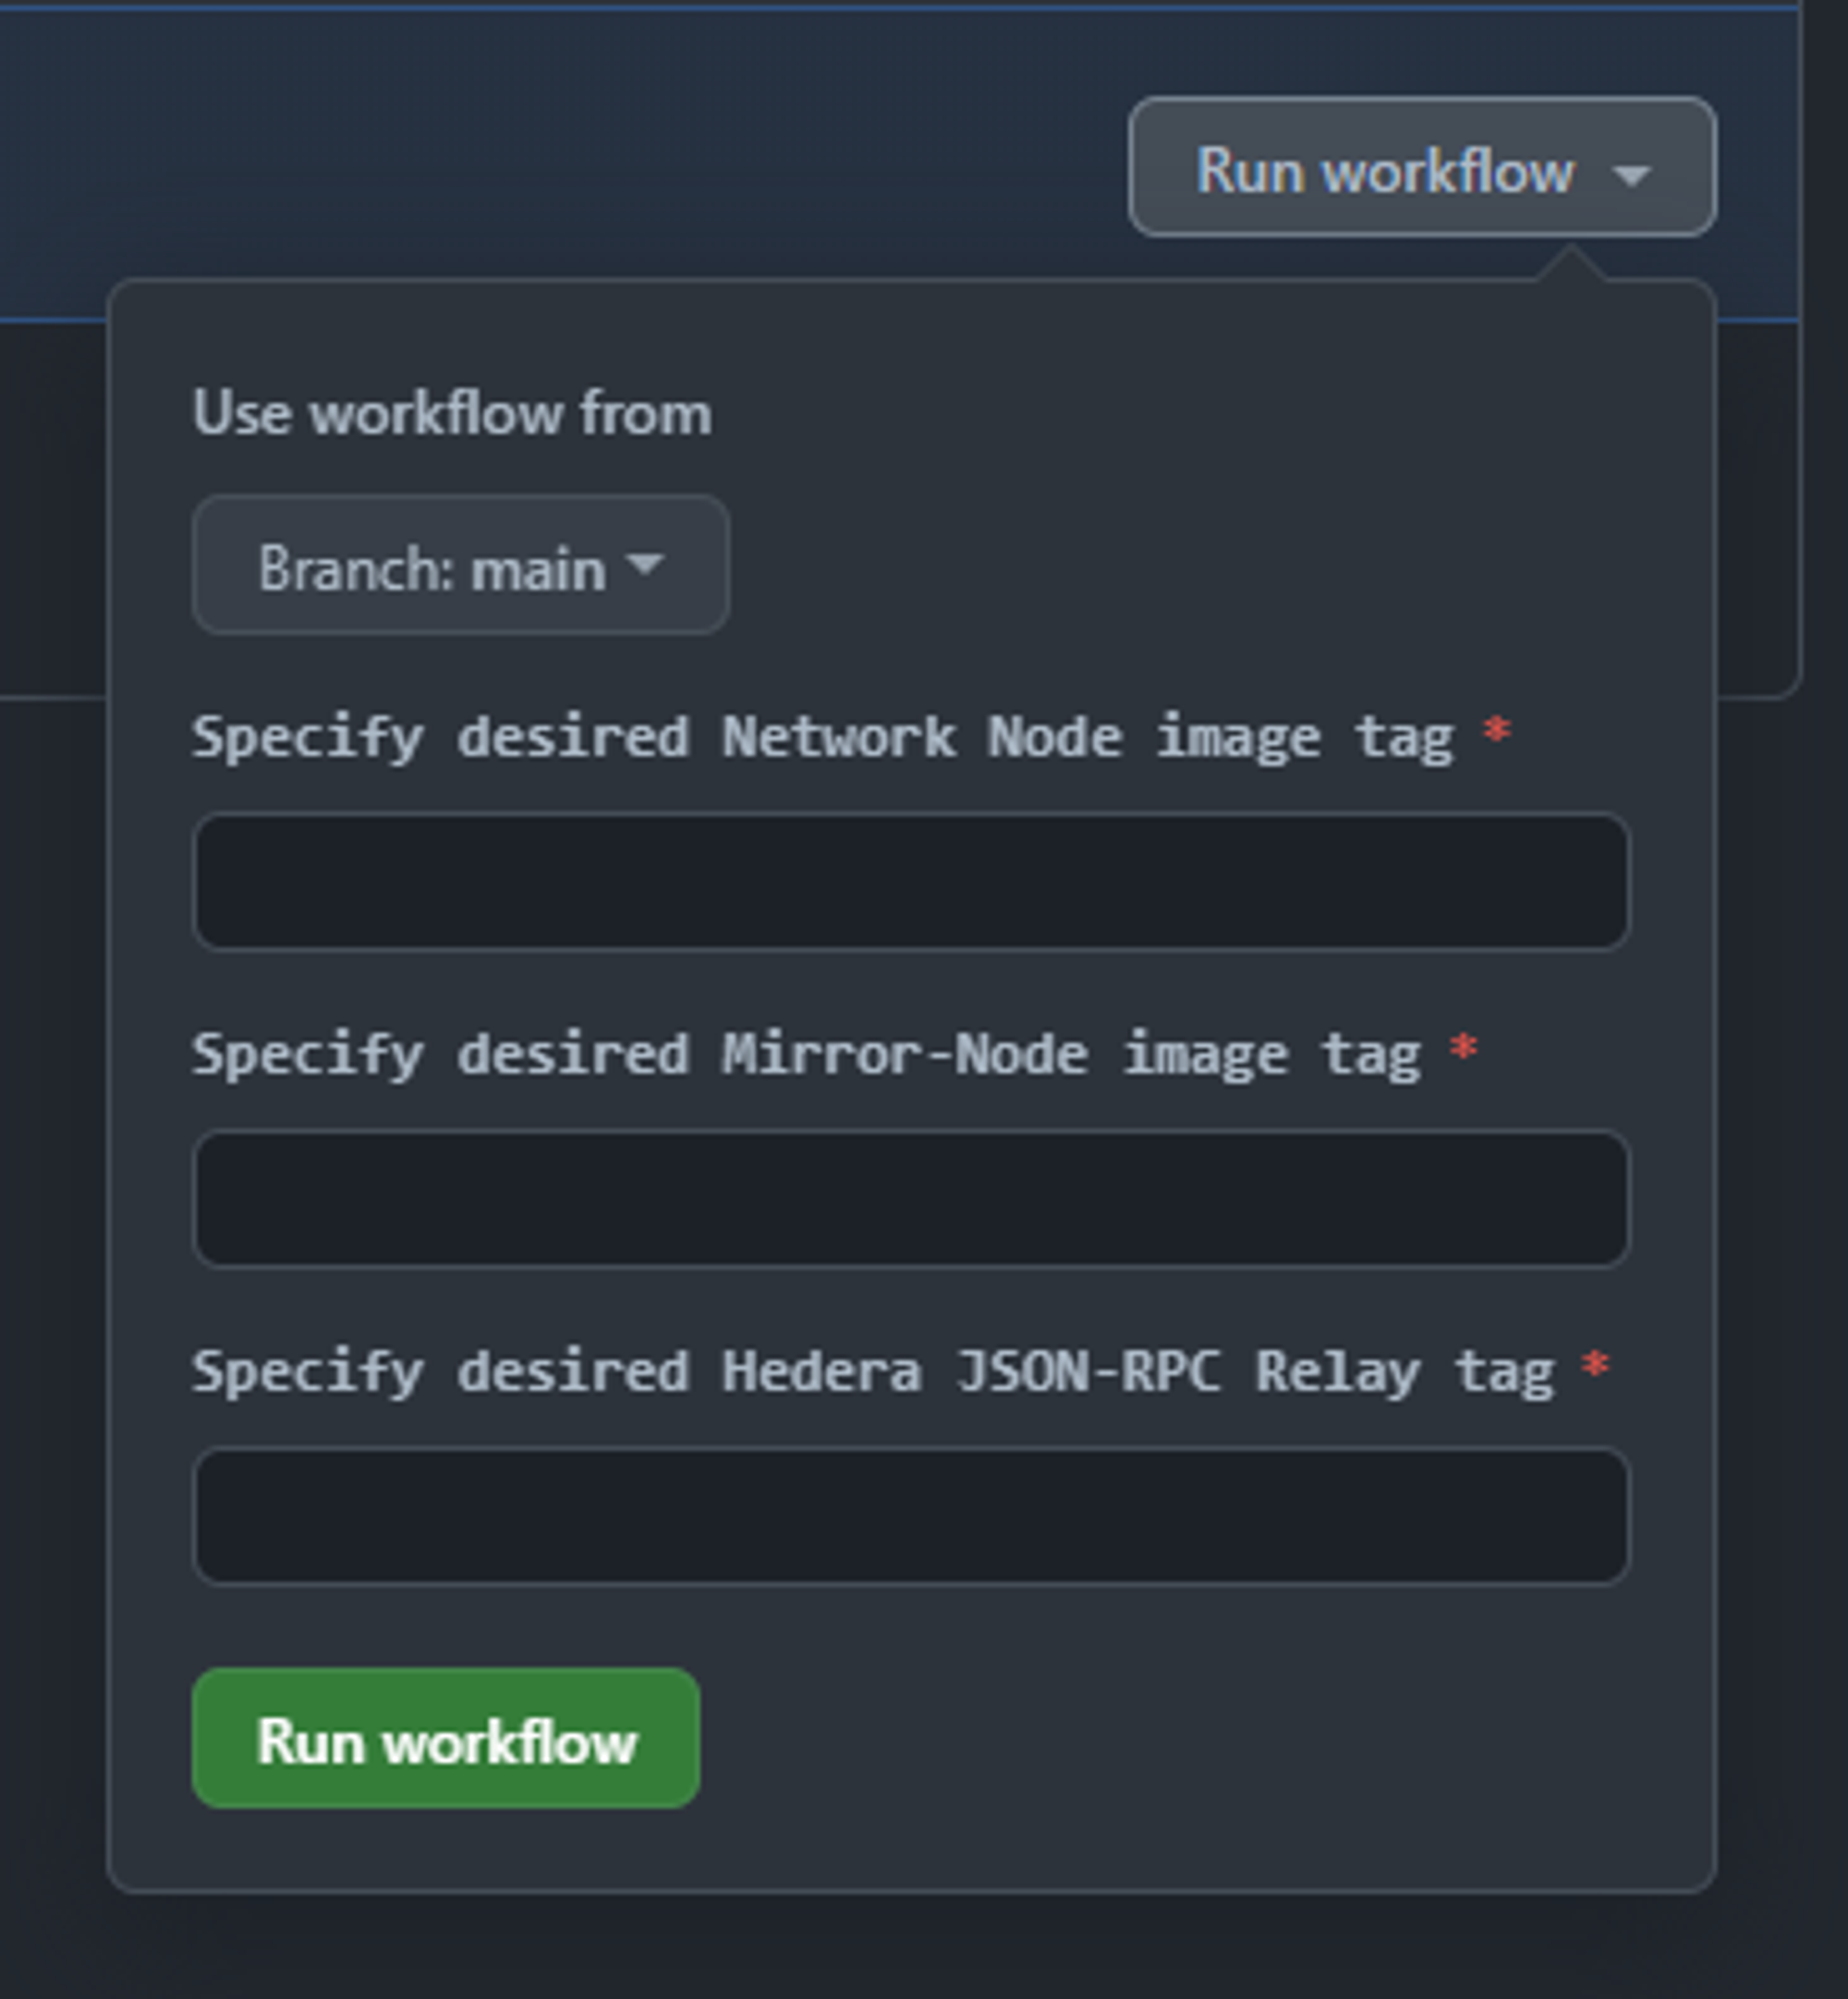 Run workflow
Use workflow from
Branch: main
Specify desired Network Node image tag *
Specify desired Mirror-Node image tag *
Specify desired Hedera JSON-RPC Relay tag *
Run workflow